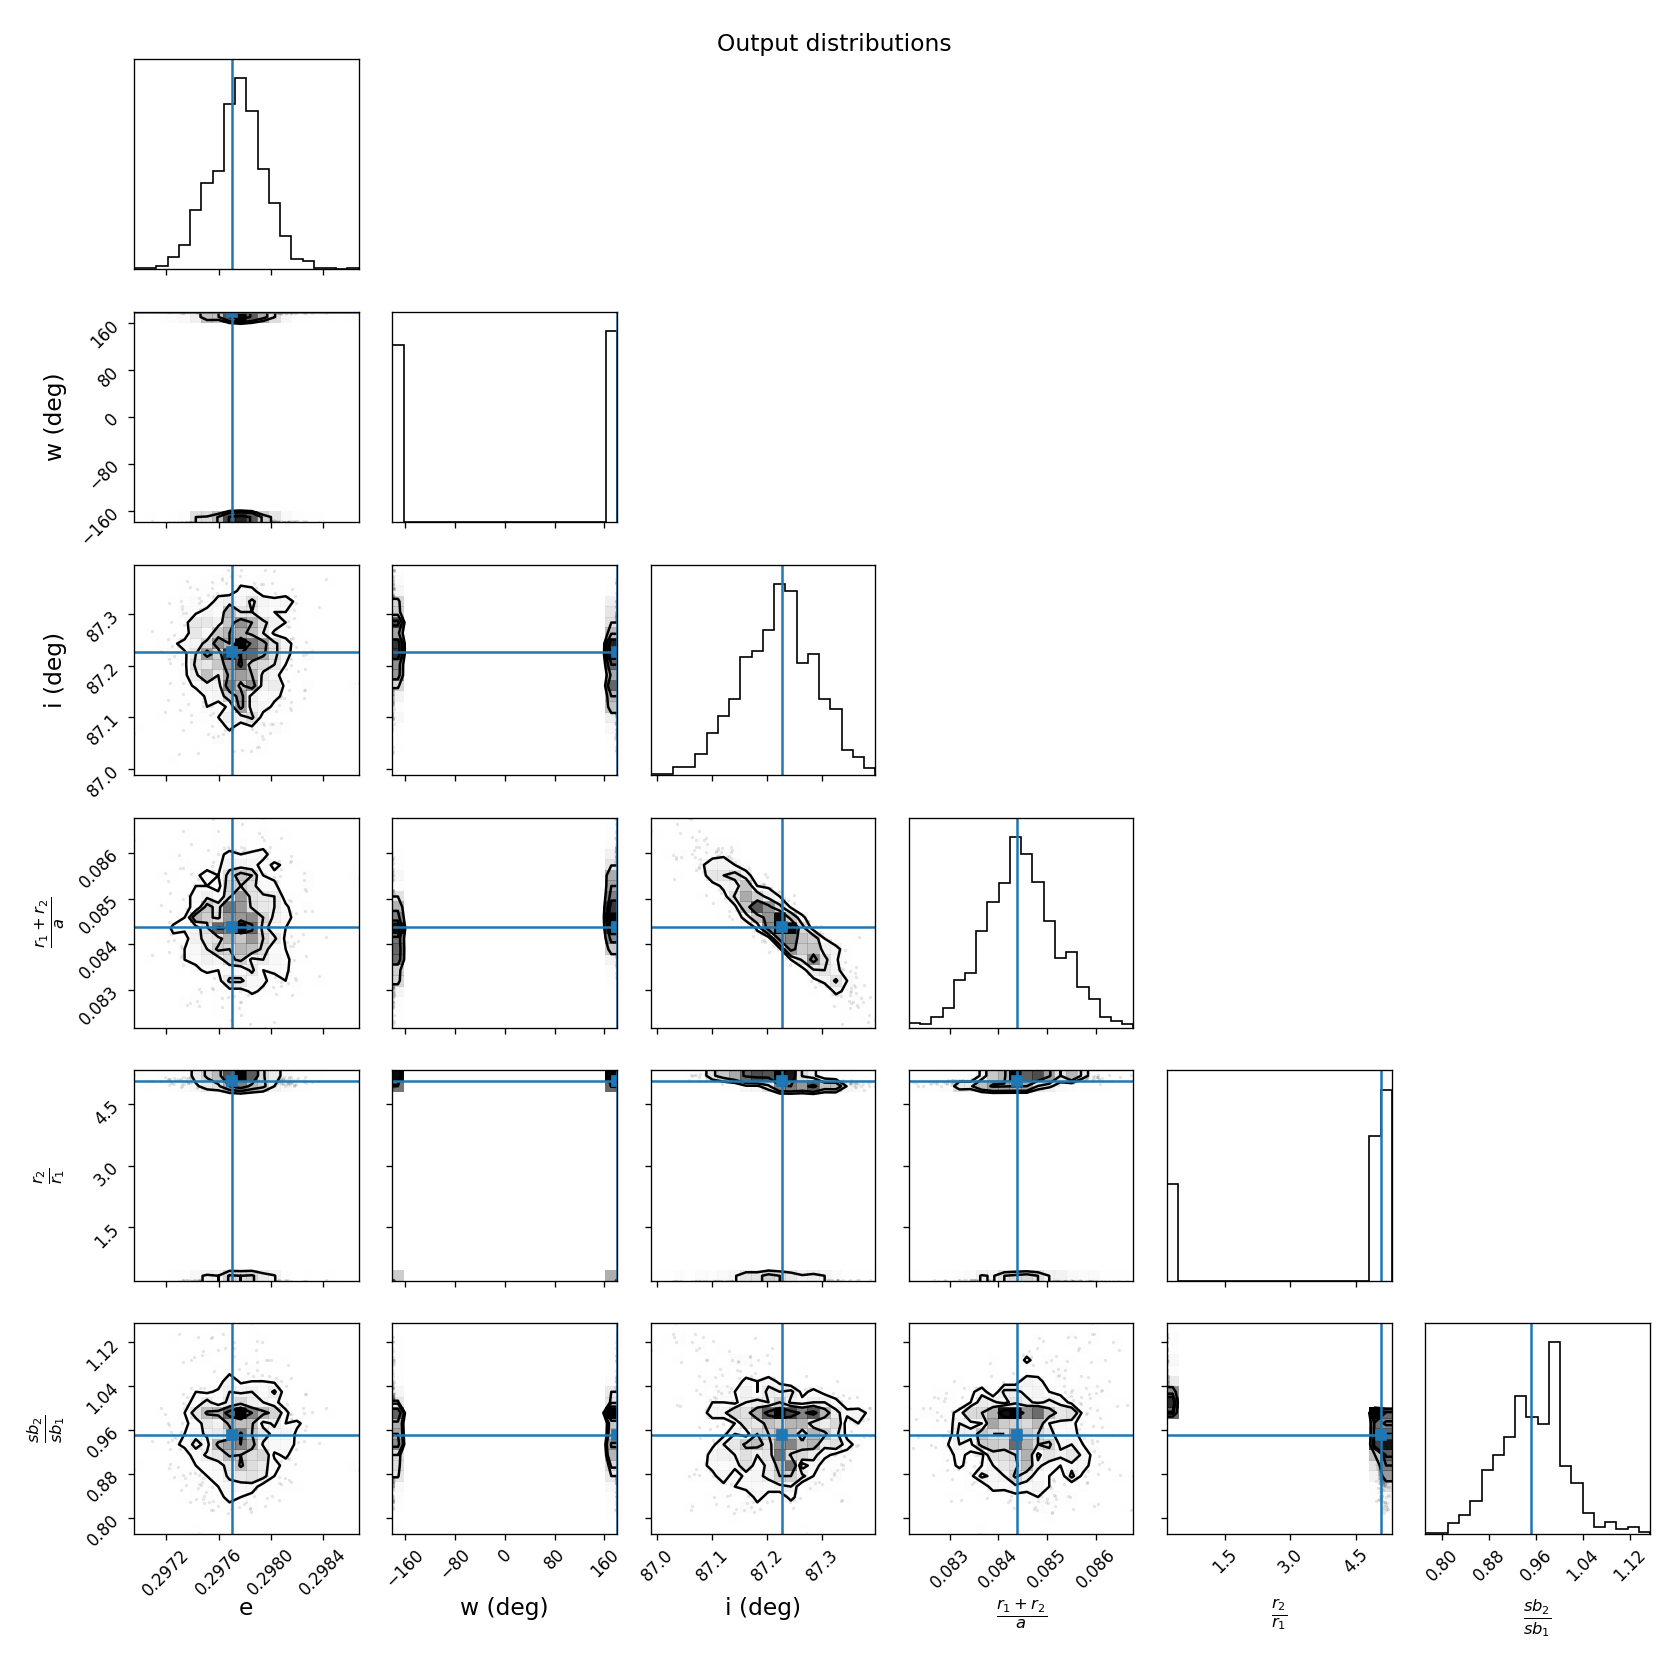 Output distributions
w (deg)
160
80
0
−80
−160
i (deg)
87.3
87.2
87.1
87.0
r₁ + r₂
a
0.086
0.085
0.084
0.083
r₂
r₁
4.5
3.0
1.5
sb₂
sb₁
1.12
1.04
0.96
0.88
0.80
0.2972 0.2976 0.2980 0.2984
−160 −80 0 80 160
87.0 87.1 87.2 87.3
0.083 0.084 0.085 0.086
1.5 3.0 4.5
0.80 0.88 0.96 1.04 1.12
e
w (deg)
i (deg)
r₁ + r₂
a
r₂
r₁
sb₂
sb₁